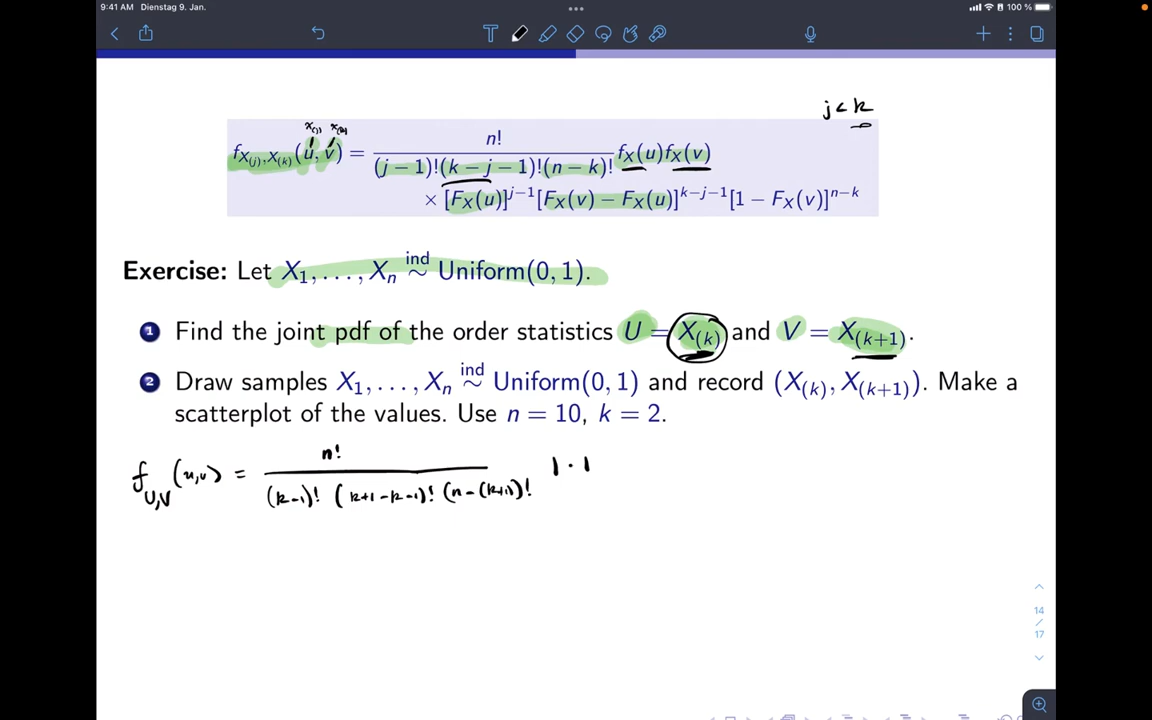 9:41 AM Dienstag 9. Jan.
100 %
j < k
x(j) x(k)
f_{X(j),X(k)}(u, v) = n! / ((j − 1)!(k − j − 1)!(n − k)!) f_X(u)f_X(v)
× [F_X(u)]^{j−1}[F_X(v) − F_X(u)]^{k−j−1}[1 − F_X(v)]^{n−k}
Exercise: Let X_1, . . . , X_n ind ∼ Uniform(0, 1).
1 Find the joint pdf of the order statistics U = X_(k) and V = X_(k+1).
2 Draw samples X_1, . . . , X_n ind ∼ Uniform(0, 1) and record (X_(k), X_(k+1)). Make a
scatterplot of the values. Use n = 10, k = 2.
f_{U,V}(u,v) = n! / ((k−1)! (k+1−k−1)! (n−(k+1))!) 1 · 1
14
/
17